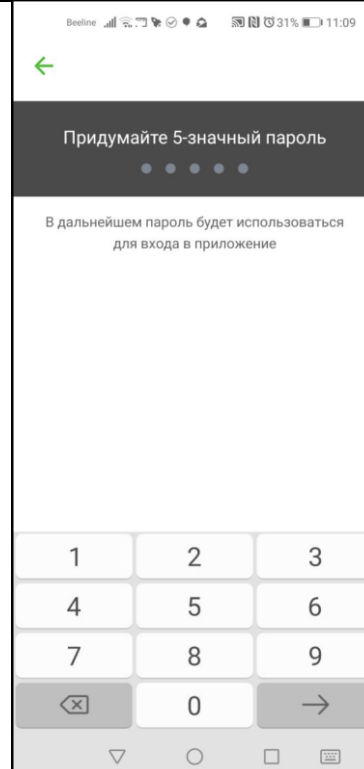 Beeline 31% 11:09
Придумайте 5-значный пароль
В дальнейшем пароль будет использоваться
для входа в приложение
1 2 3
4 5 6
7 8 9
0